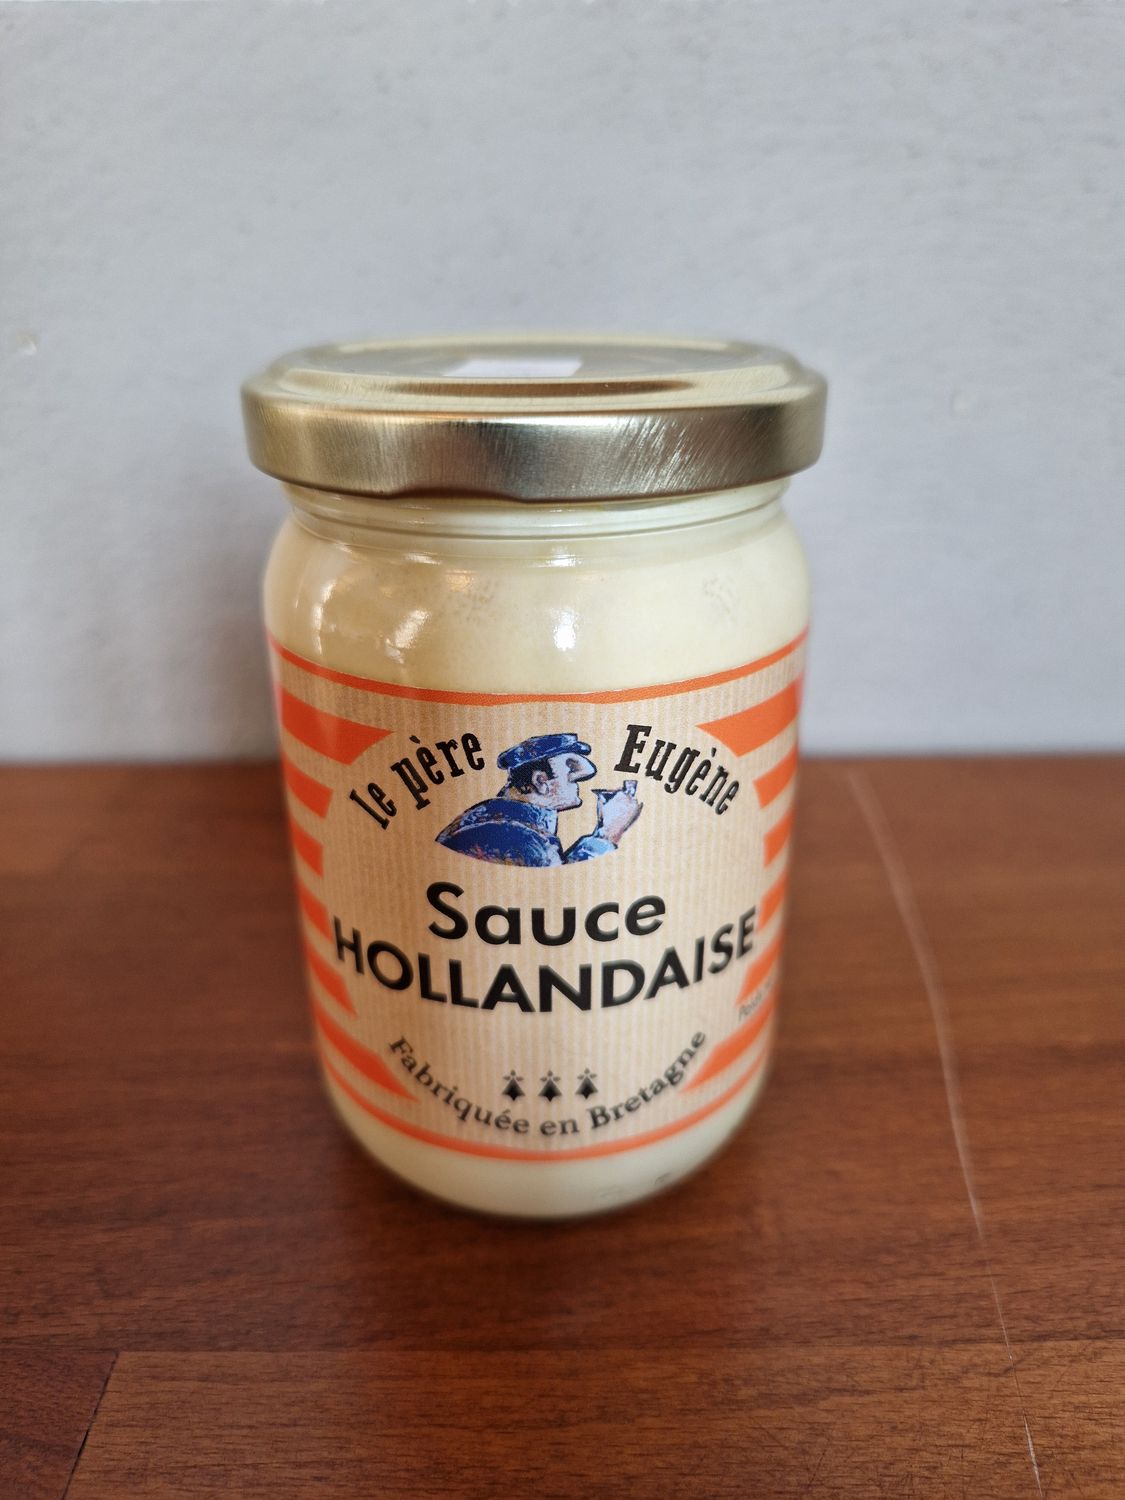 le père Eugène
Sauce
HOLLANDAISE
Fabriquée en Bretagne